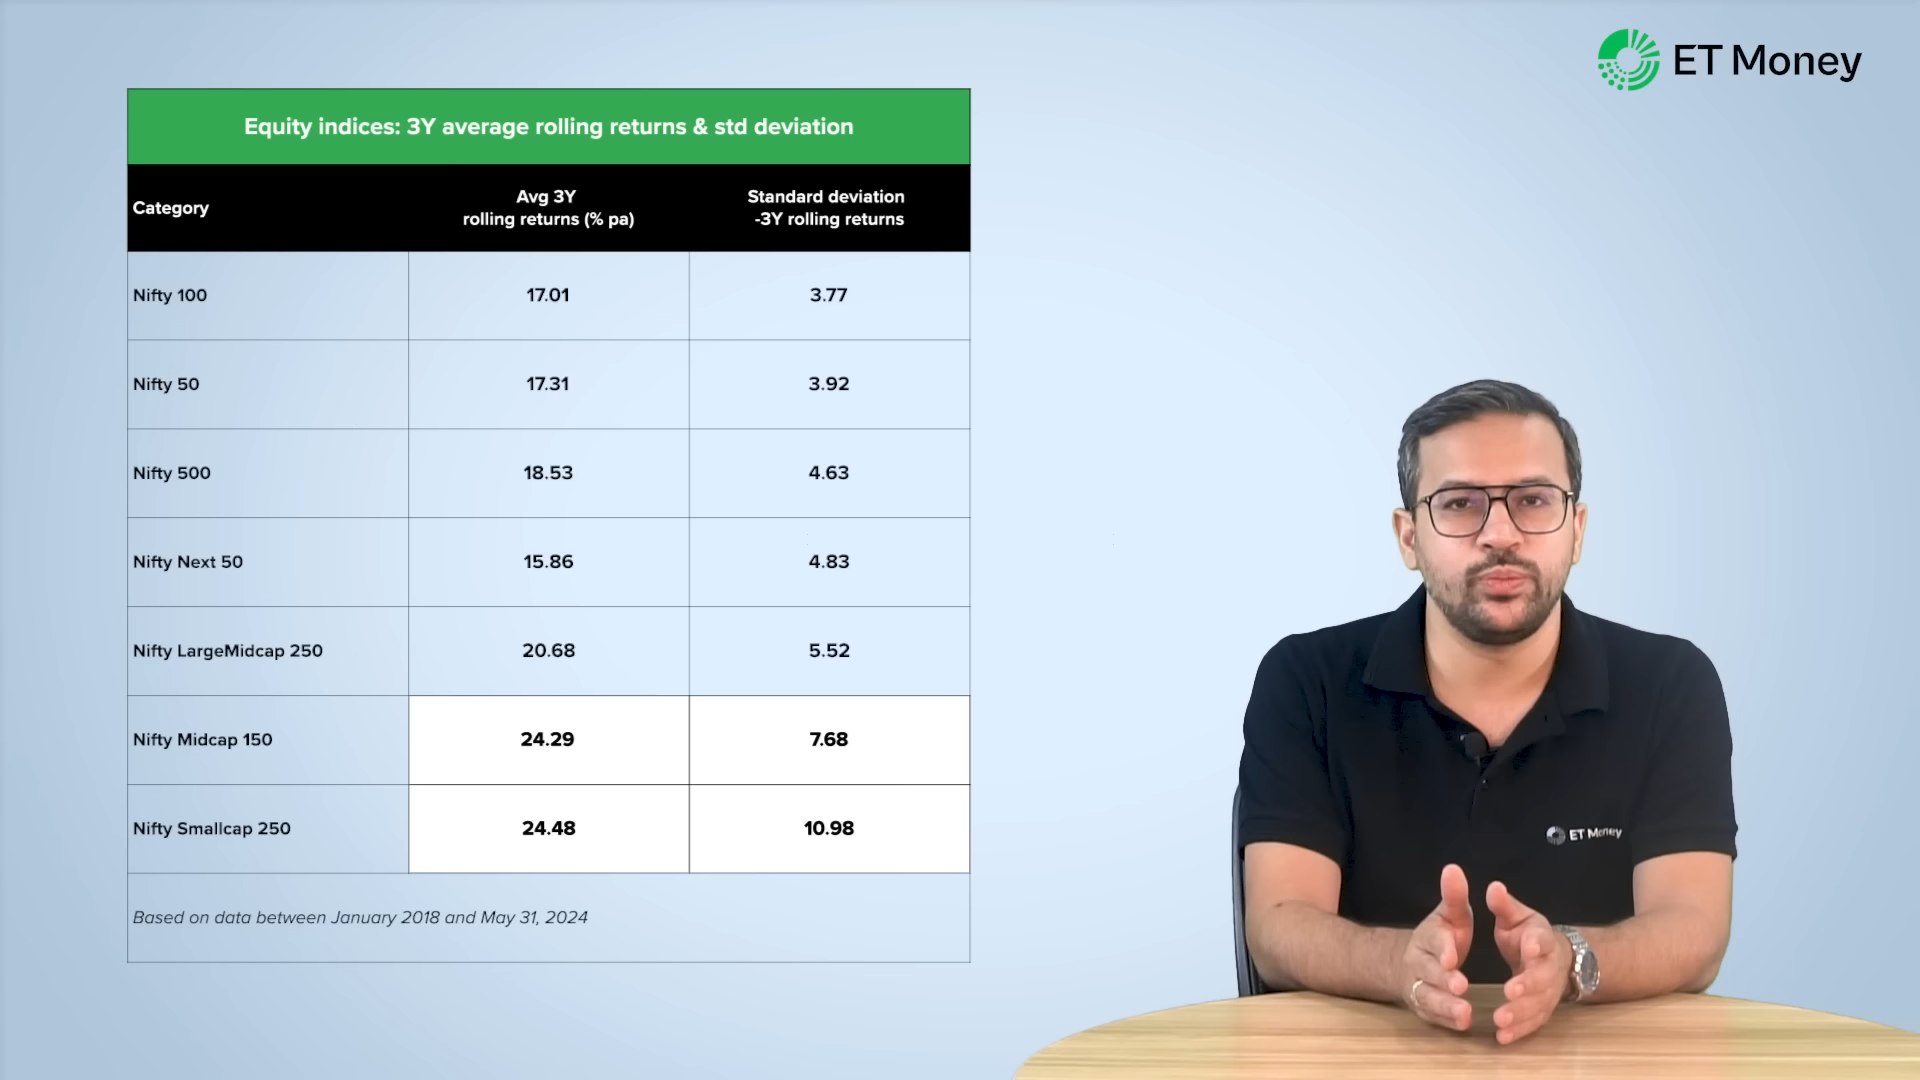 ET Money
Equity indices: 3Y average rolling returns & std deviation
Category
Avg 3Y
rolling returns (% pa)
Standard deviation
-3Y rolling returns
Nifty 100
17.01
3.77
Nifty 50
17.31
3.92
Nifty 500
18.53
4.63
Nifty Next 50
15.86
4.83
Nifty LargeMidcap 250
20.68
5.52
Nifty Midcap 150
24.29
7.68
Nifty Smallcap 250
24.48
10.98
Based on data between January 2018 and May 31, 2024
ET Money